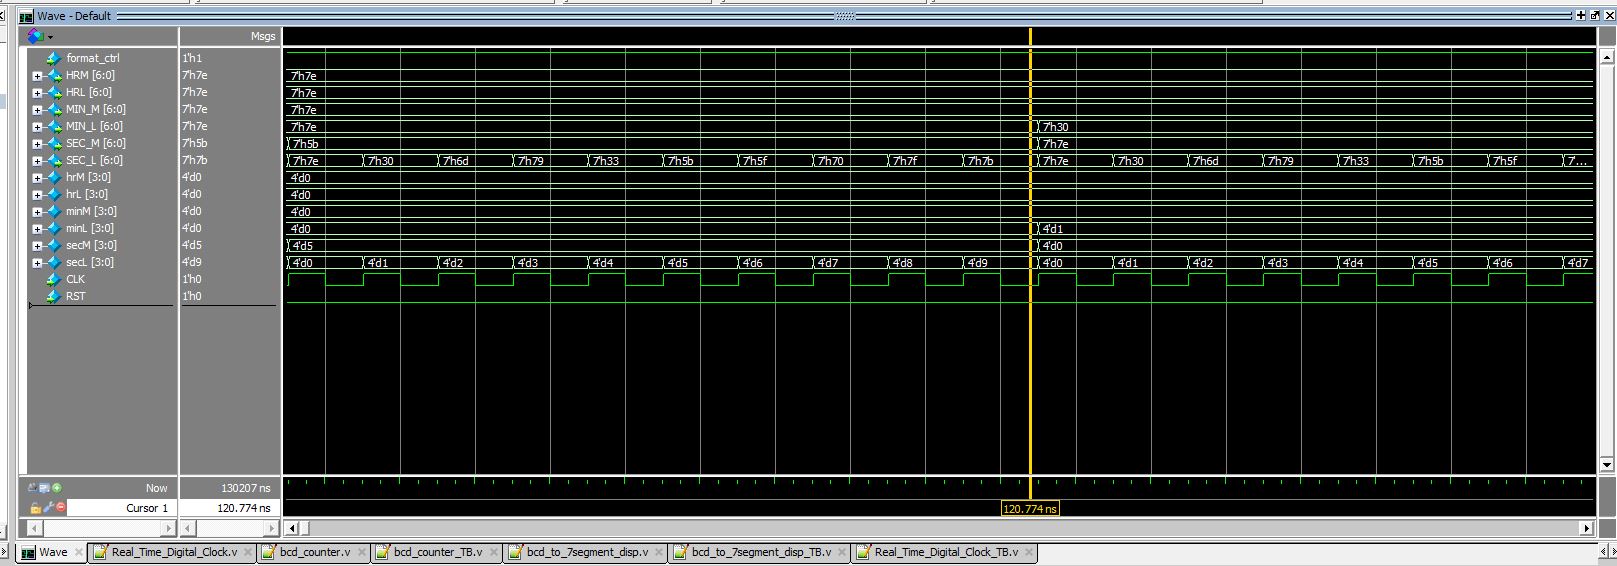 Wave - Default
Msgs
format_ctrl 1'h1
HRM [6:0] 7'h7e 7'h7e
HRL [6:0] 7'h7e 7'h7e
MIN_M [6:0] 7'h7e 7'h7e
MIN_L [6:0] 7'h7e 7'h7e 7'h30
SEC_M [6:0] 7'h5b 7'h5b 7'h7e
SEC_L [6:0] 7'h7b 7'h7e 7'h30 7'h6d 7'h79 7'h33 7'h5b 7'h5f 7'h70 7'h7f 7'h7b 7'h7e 7'h30 7'h6d 7'h79 7'h33 7'h5b 7'h5f 7'...
hrM [3:0] 4'd0 4'd0
hrL [3:0] 4'd0 4'd0
minM [3:0] 4'd0 4'd0
minL [3:0] 4'd0 4'd0 4'd1
secM [3:0] 4'd5 4'd5 4'd0
secL [3:0] 4'd9 4'd0 4'd1 4'd2 4'd3 4'd4 4'd5 4'd6 4'd7 4'd8 4'd9 4'd0 4'd1 4'd2 4'd3 4'd4 4'd5 4'd6 4'd7
CLK 1'h0
RST 1'h0
Now 130207 ns
Cursor 1 120.774 ns 120.774 ns
Wave Real_Time_Digital_Clock.v bcd_counter.v bcd_counter_TB.v bcd_to_7segment_disp.v bcd_to_7segment_disp_TB.v Real_Time_Digital_Clock_TB.v